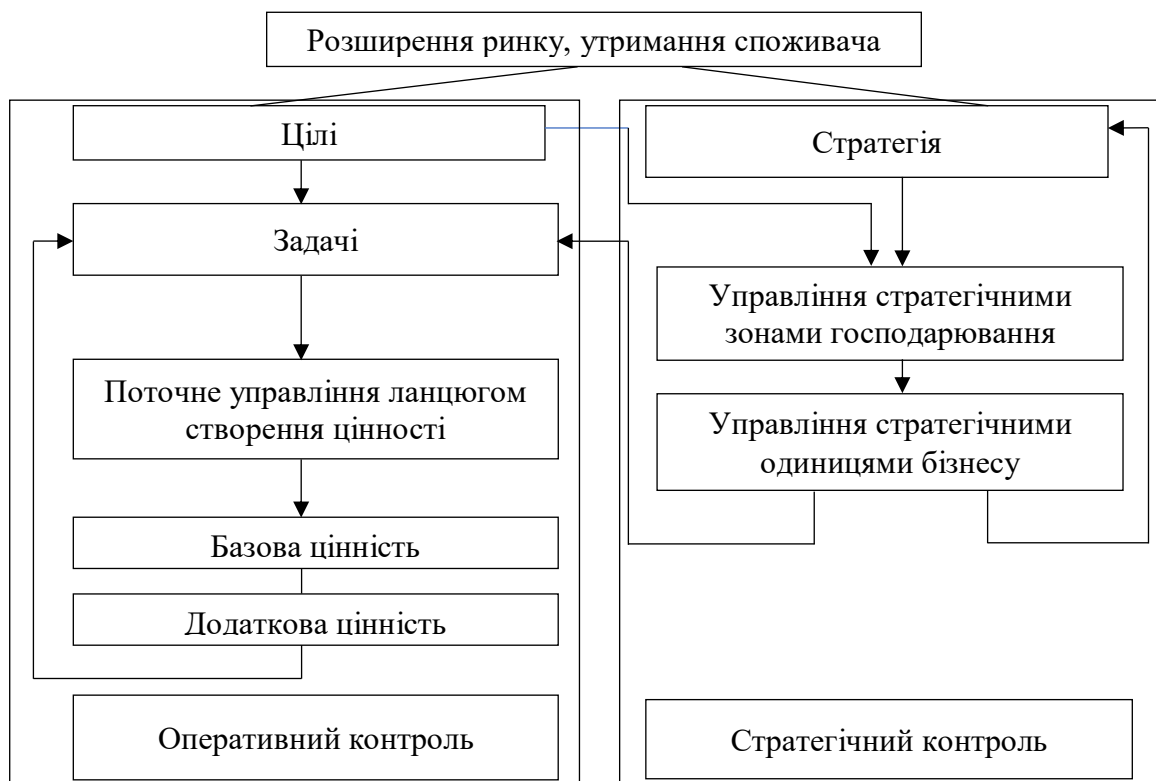 Розширення ринку, утримання споживача
Цілі
Задачі
Поточне управління ланцюгом
створення цінності
Базова цінність
Додаткова цінність
Оперативний контроль
Стратегія
Управління стратегічними
зонами господарювання
Управління стратегічними
одиницями бізнесу
Стратегічний контроль